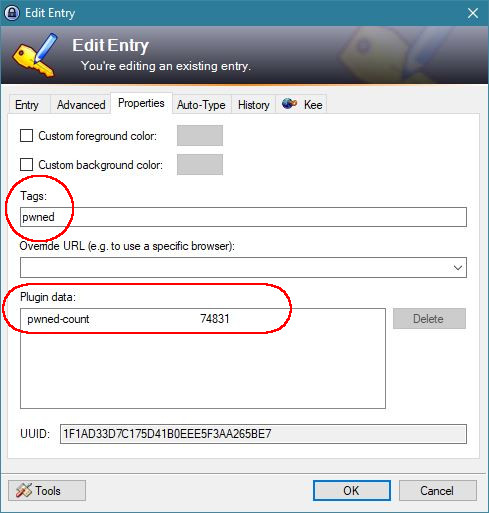 Edit Entry
Edit Entry
You're editing an existing entry.
Entry Advanced Properties Auto-Type History Kee
Custom foreground color:
Custom background color:
Tags:
pwned
Override URL (e.g. to use a specific browser):
Plugin data:
pwned-count 74831
Delete
UUID: 1F1AD33D7C175D41B0EEE5F3AA265BE7
Tools OK Cancel